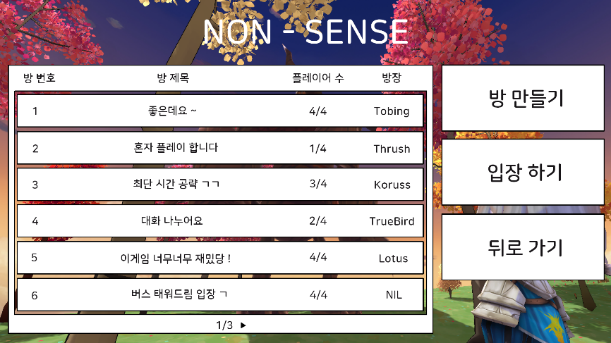 NON - SENSE
방 번호 방 제목 플레이어 수 방장
1 좋은데요 ~ 4/4 Tobing
2 혼자 플레이 합니다 1/4 Thrush
3 최단 시간 공략 ㄱㄱ 3/4 Koruss
4 대화 나누어요 2/4 TrueBird
5 이게임 너무너무 재밌당 ! 4/4 Lotus
6 버스 태워드림 입장 ㄱ 4/4 NIL
1/3 ▶
방 만들기
입장 하기
뒤로 가기